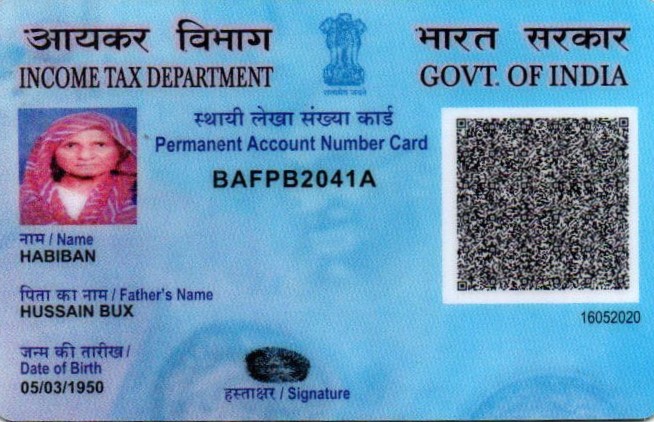 आयकर विभाग
INCOME TAX DEPARTMENT
भारत सरकार
GOVT. OF INDIA
सत्यमेव जयते
स्थायी लेखा संख्या कार्ड
Permanent Account Number Card
BAFPB2041A
नाम / Name
HABIBAN
पिता का नाम / Father's Name
HUSSAIN BUX
जन्म की तारीख /
Date of Birth
05/03/1950
हस्ताक्षर / Signature
16052020